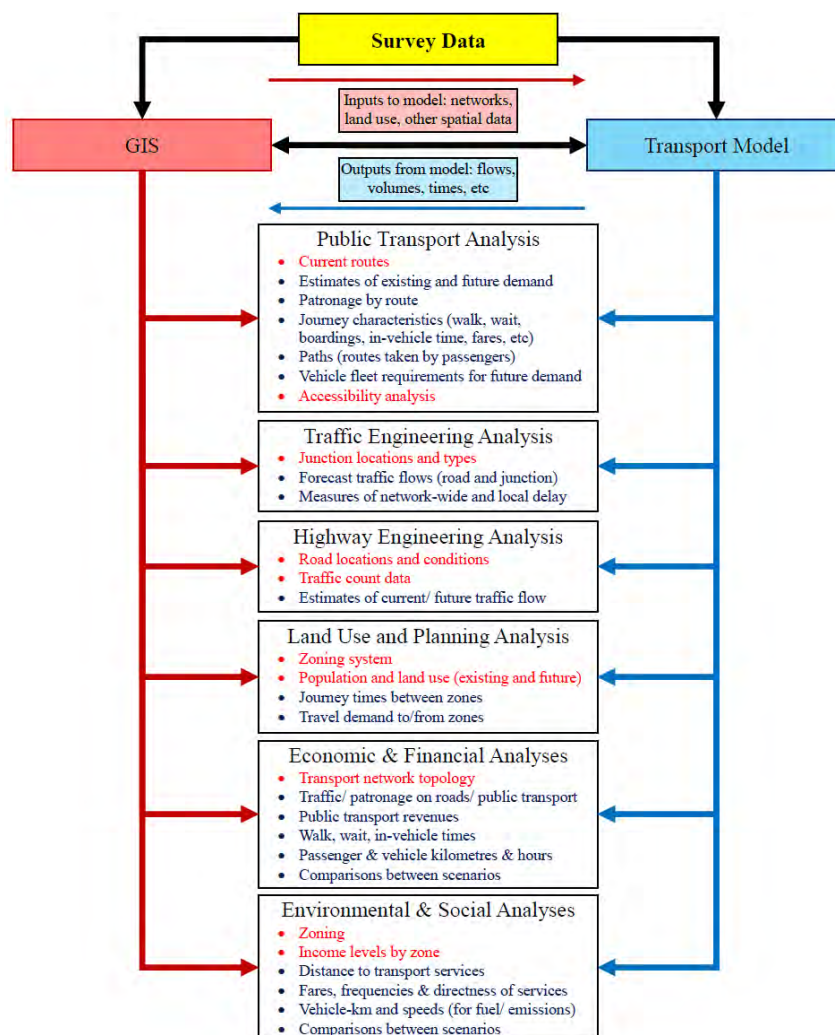 Survey Data
Inputs to model: networks,
land use, other spatial data
GIS
Transport Model
Outputs from model: flows,
volumes, times, etc
Public Transport Analysis
• Current routes
• Estimates of existing and future demand
• Patronage by route
• Journey characteristics (walk, wait,
boardings, in-vehicle time, fares, etc)
• Paths (routes taken by passengers)
• Vehicle fleet requirements for future demand
• Accessibility analysis
Traffic Engineering Analysis
• Junction locations and types
• Forecast traffic flows (road and junction)
• Measures of network-wide and local delay
Highway Engineering Analysis
• Road locations and conditions
• Traffic count data
• Estimates of current/ future traffic flow
Land Use and Planning Analysis
• Zoning system
• Population and land use (existing and future)
• Journey times between zones
• Travel demand to/from zones
Economic & Financial Analyses
• Transport network topology
• Traffic/ patronage on roads/ public transport
• Public transport revenues
• Walk, wait, in-vehicle times
• Passenger & vehicle kilometres & hours
• Comparisons between scenarios
Environmental & Social Analyses
• Zoning
• Income levels by zone
• Distance to transport services
• Fares, frequencies & directness of services
• Vehicle-km and speeds (for fuel/ emissions)
• Comparisons between scenarios